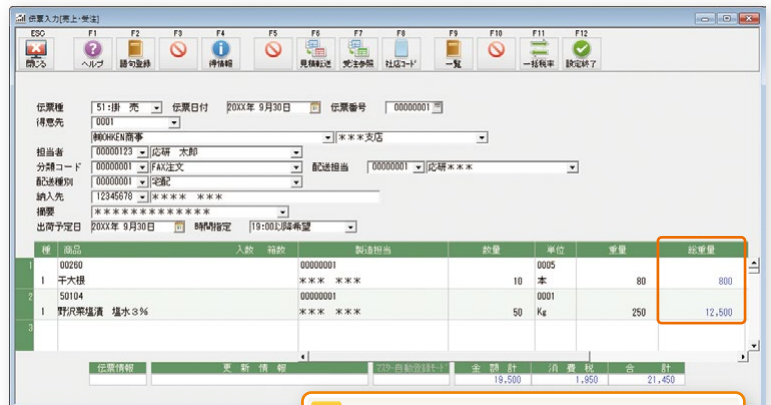 伝票入力[売上・受注]
ESC F1 F2 F3 F4 F5 F6 F7 F8 F9 F10 F11 F12
閉じる ヘルプ 語句登録 得情報 見積転送 受注参照 社店コード 一覧 一括税率 設定終了
伝票種 51:掛 売 伝票日付 20XX年 9月30日 伝票番号 00000001
得意先 0001
㈱OHKEN商事 ***支店
担当者 00000123 応研 太郎
分類コード 00000001 FAX注文 配送担当 00000001 応研***
配送種別 00000001 宅配
納入先 12345678 **** ***
摘要 *************
出荷予定日 20XX年 9月30日 時間指定 19:00以降希望
種 商品 入数 箱数 製造担当 数量 単位 重量 総重量
1 00260 00000001 0005
1 干大根 *** *** 10 本 80 800
2 50104 00000001 0001
1 野沢菜塩漬 塩水3% *** *** 50 Kg 250 12,500
3
伝票情報 更 新 情 報 マスター自動登録モード 金 額 計 消 費 税 合 計
19,500 1,950 21,450